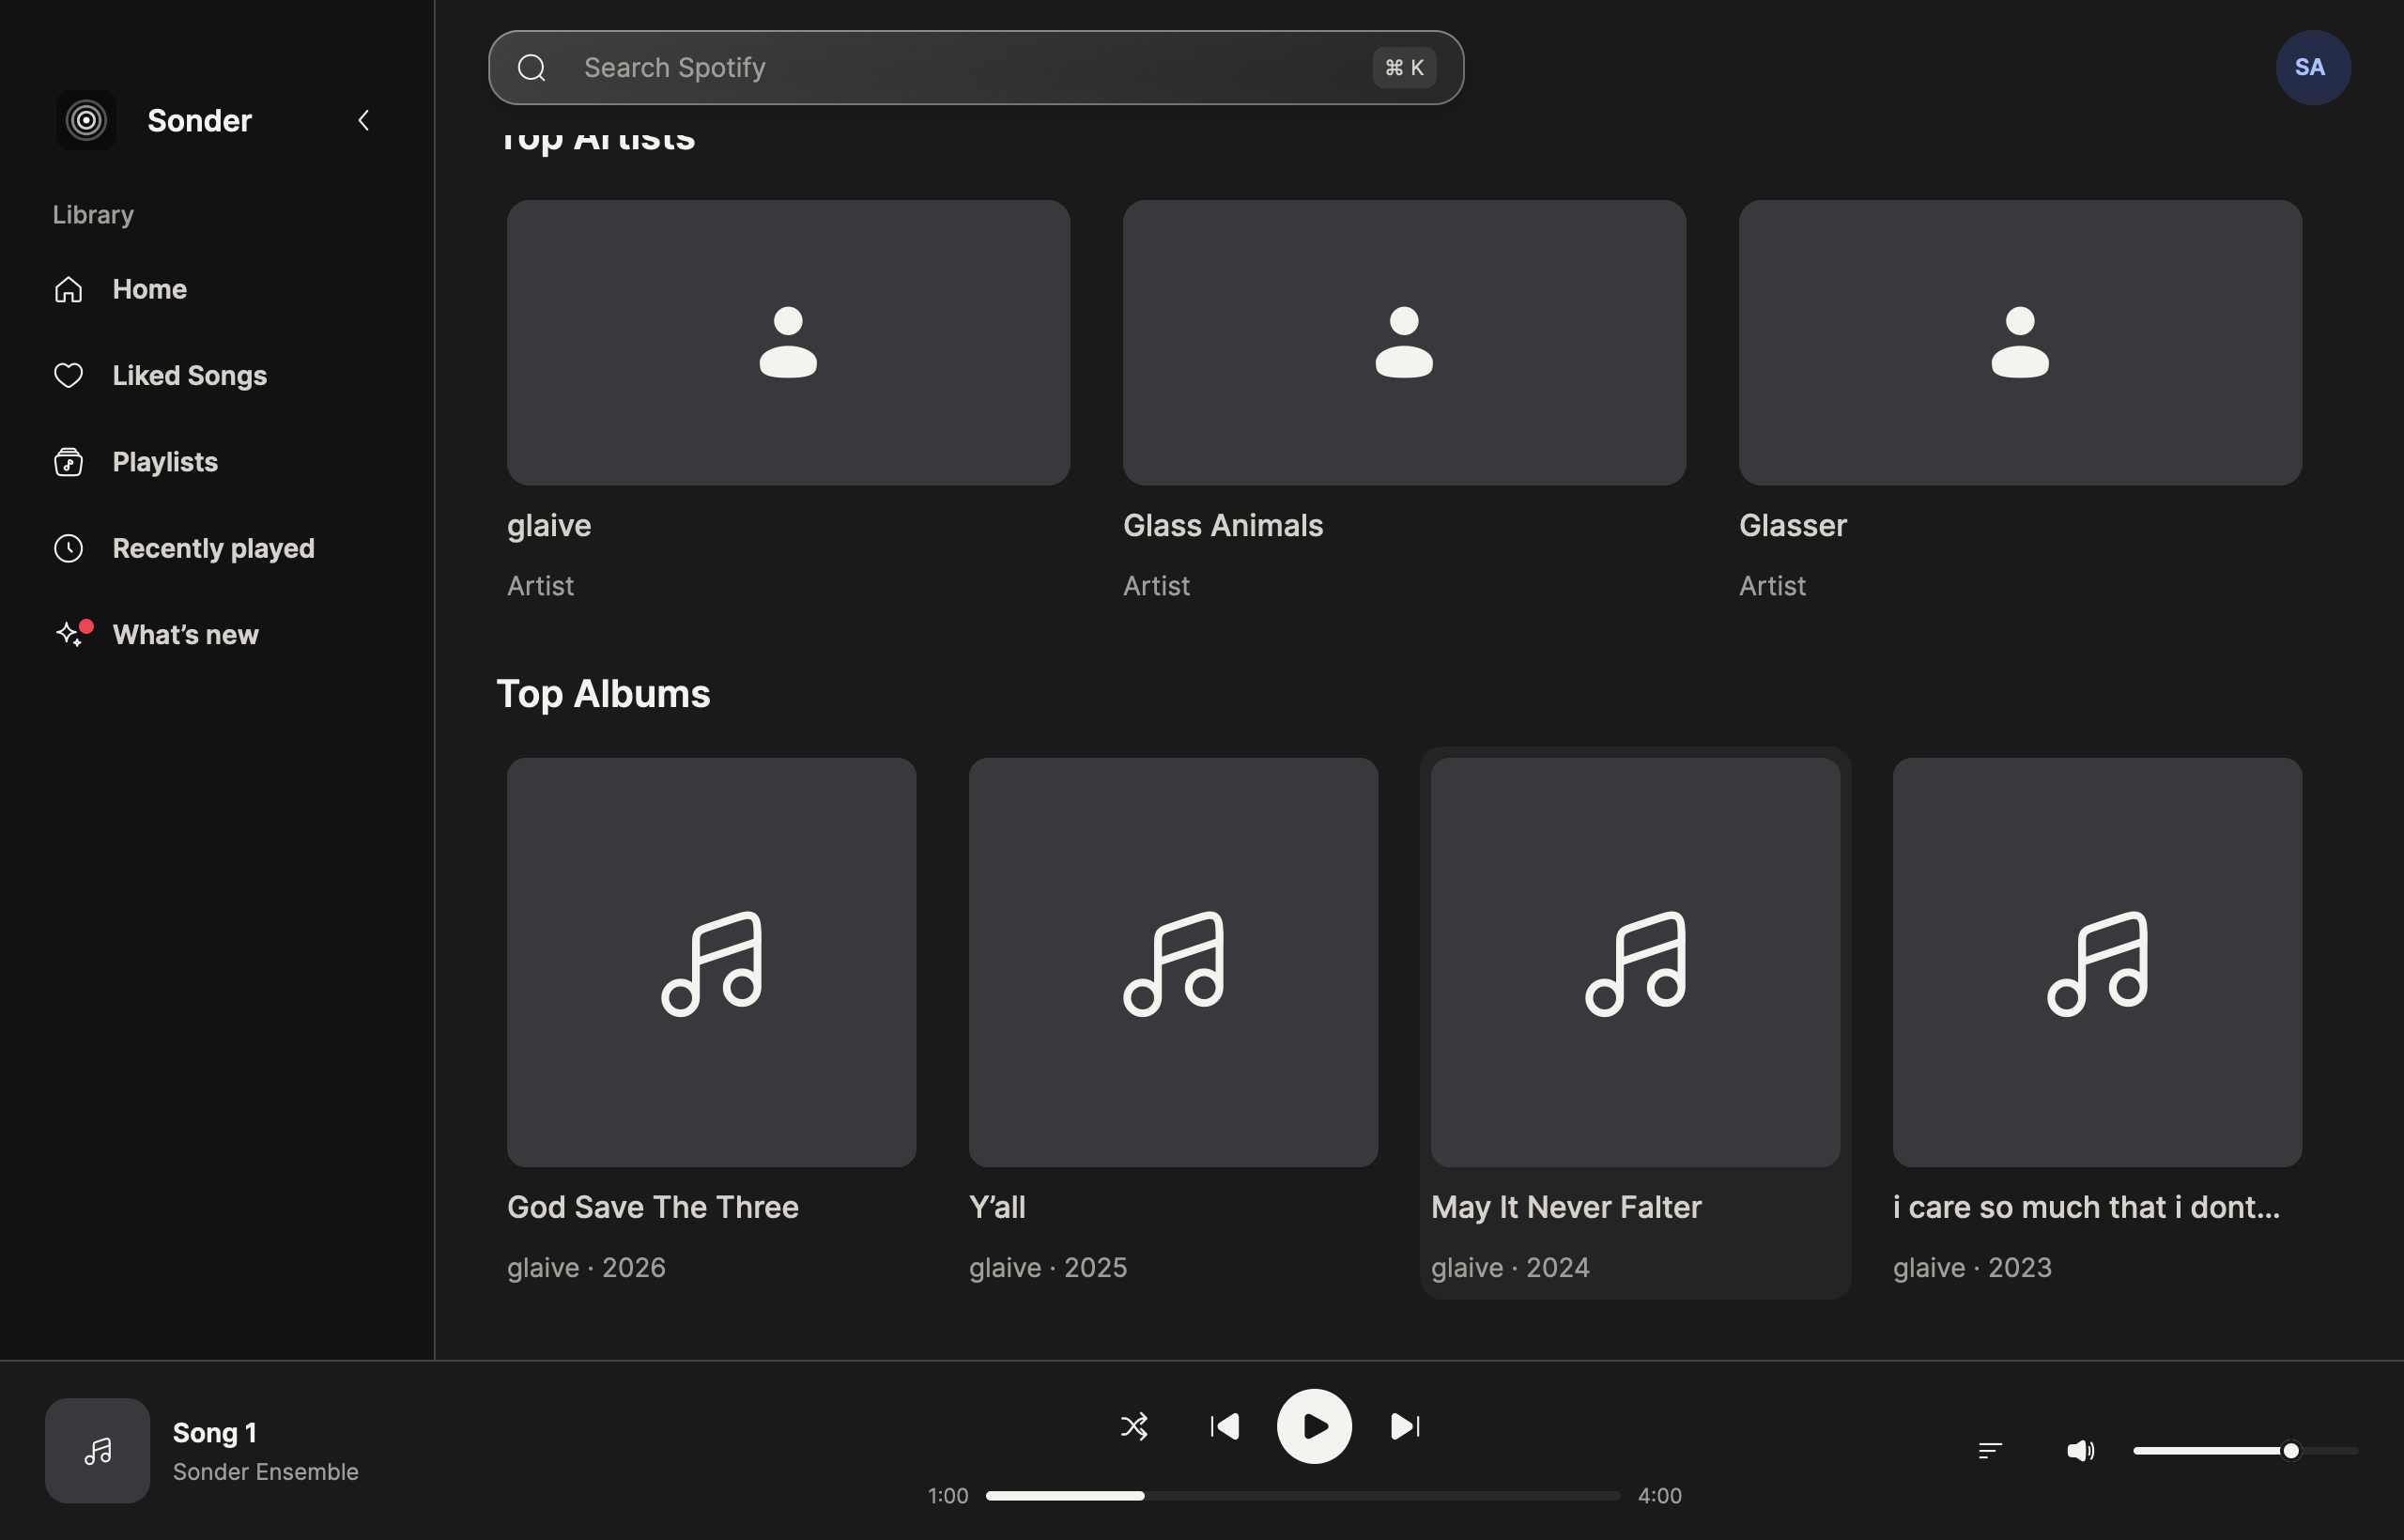 Search Spotify
⌘ K
SA
Sonder
Library
Home
Liked Songs
Playlists
Recently played
What’s new
Top Artists
glaive
Artist
Glass Animals
Artist
Glasser
Artist
Top Albums
God Save The Three
glaive · 2026
Y’all
glaive · 2025
May It Never Falter
glaive · 2024
i care so much that i dont...
glaive · 2023
Song 1
Sonder Ensemble
1:00
4:00